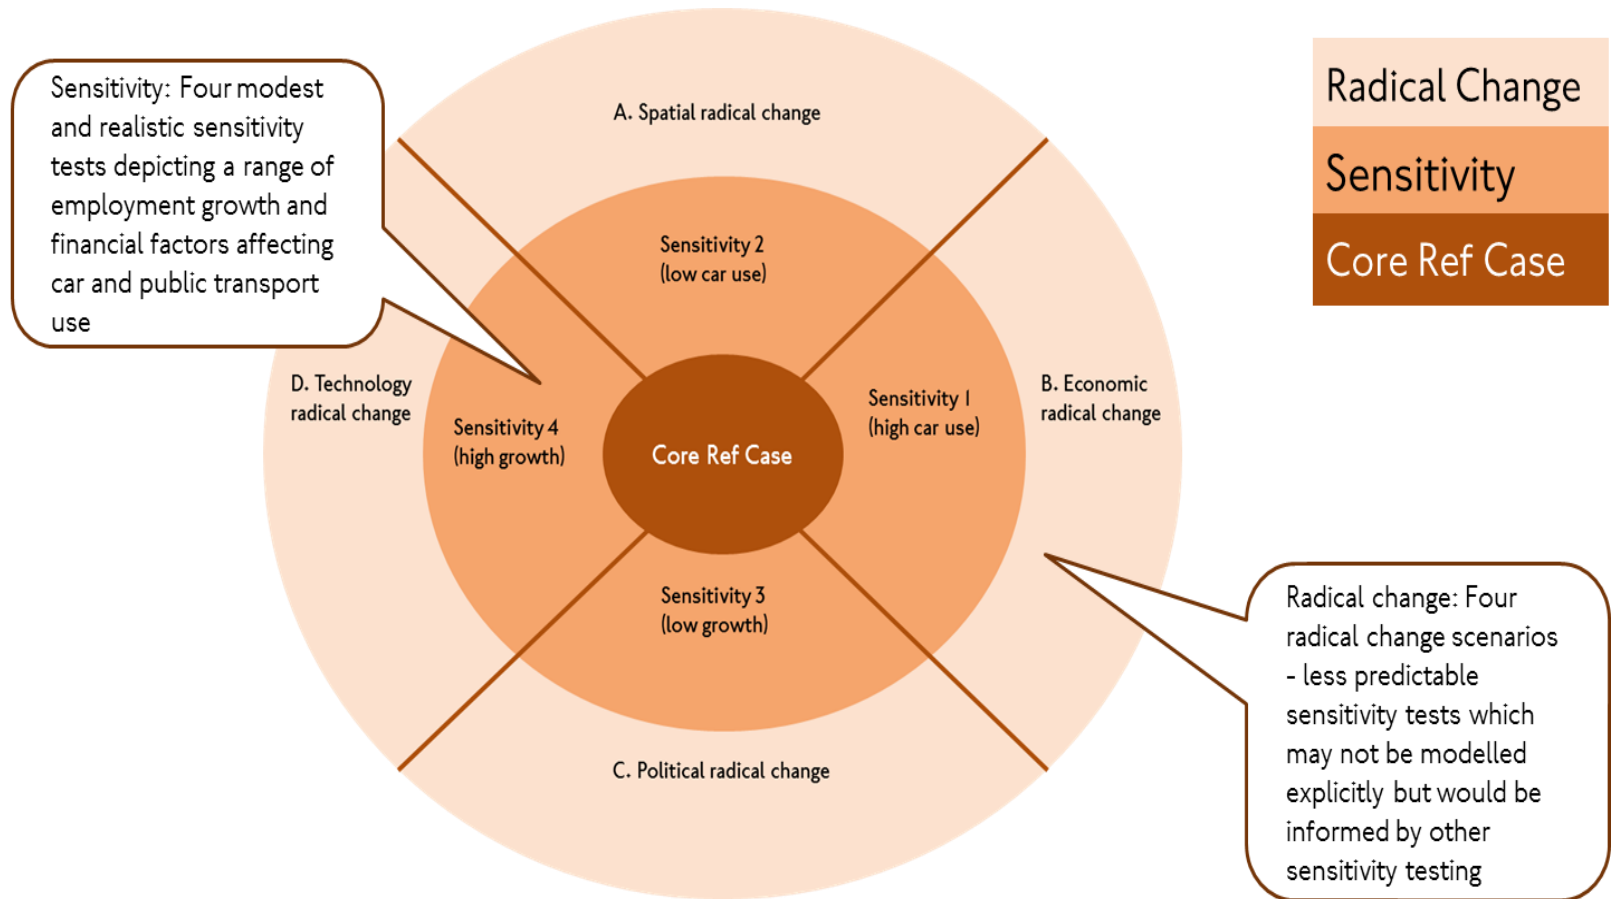 Sensitivity: Four modest
and realistic sensitivity
tests depicting a range of
employment growth and
financial factors affecting
car and public transport
use
A. Spatial radical change
Radical Change
Sensitivity
Core Ref Case
Sensitivity 2
(low car use)
D. Technology
radical change
Sensitivity 4
(high growth)
Core Ref Case
Sensitivity 1
(high car use)
B. Economic
radical change
Sensitivity 3
(low growth)
C. Political radical change
Radical change: Four
radical change scenarios
- less predictable
sensitivity tests which
may not be modelled
explicitly but would be
informed by other
sensitivity testing